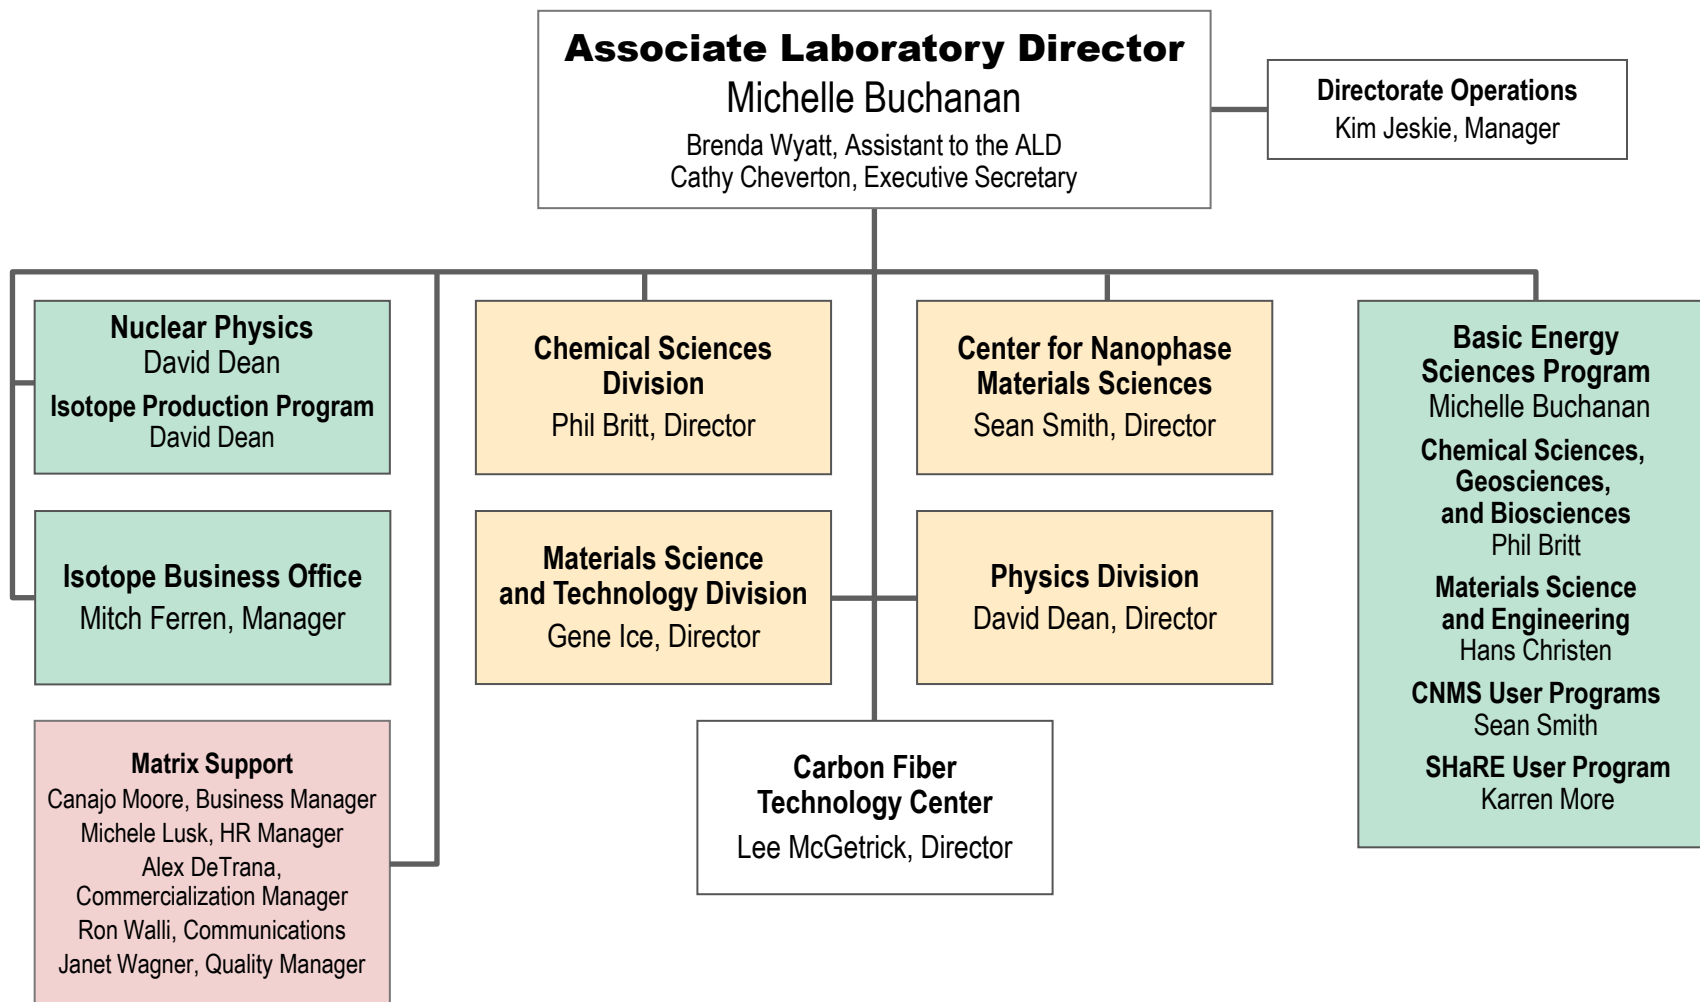 Associate Laboratory Director
Michelle Buchanan
Brenda Wyatt, Assistant to the ALD
Cathy Cheverton, Executive Secretary
Directorate Operations
Kim Jeskie, Manager
Nuclear Physics
David Dean
Isotope Production Program
David Dean
Chemical Sciences
Division
Phil Britt, Director
Center for Nanophase
Materials Sciences
Sean Smith, Director
Basic Energy
Sciences Program
Michelle Buchanan
Chemical Sciences,
Geosciences,
and Biosciences
Phil Britt
Materials Science
and Engineering
Hans Christen
CNMS User Programs
Sean Smith
SHaRE User Program
Karren More
Isotope Business Office
Mitch Ferren, Manager
Materials Science
and Technology Division
Gene Ice, Director
Physics Division
David Dean, Director
Matrix Support
Canajo Moore, Business Manager
Michele Lusk, HR Manager
Alex DeTrana,
Commercialization Manager
Ron Walli, Communications
Janet Wagner, Quality Manager
Carbon Fiber
Technology Center
Lee McGetrick, Director